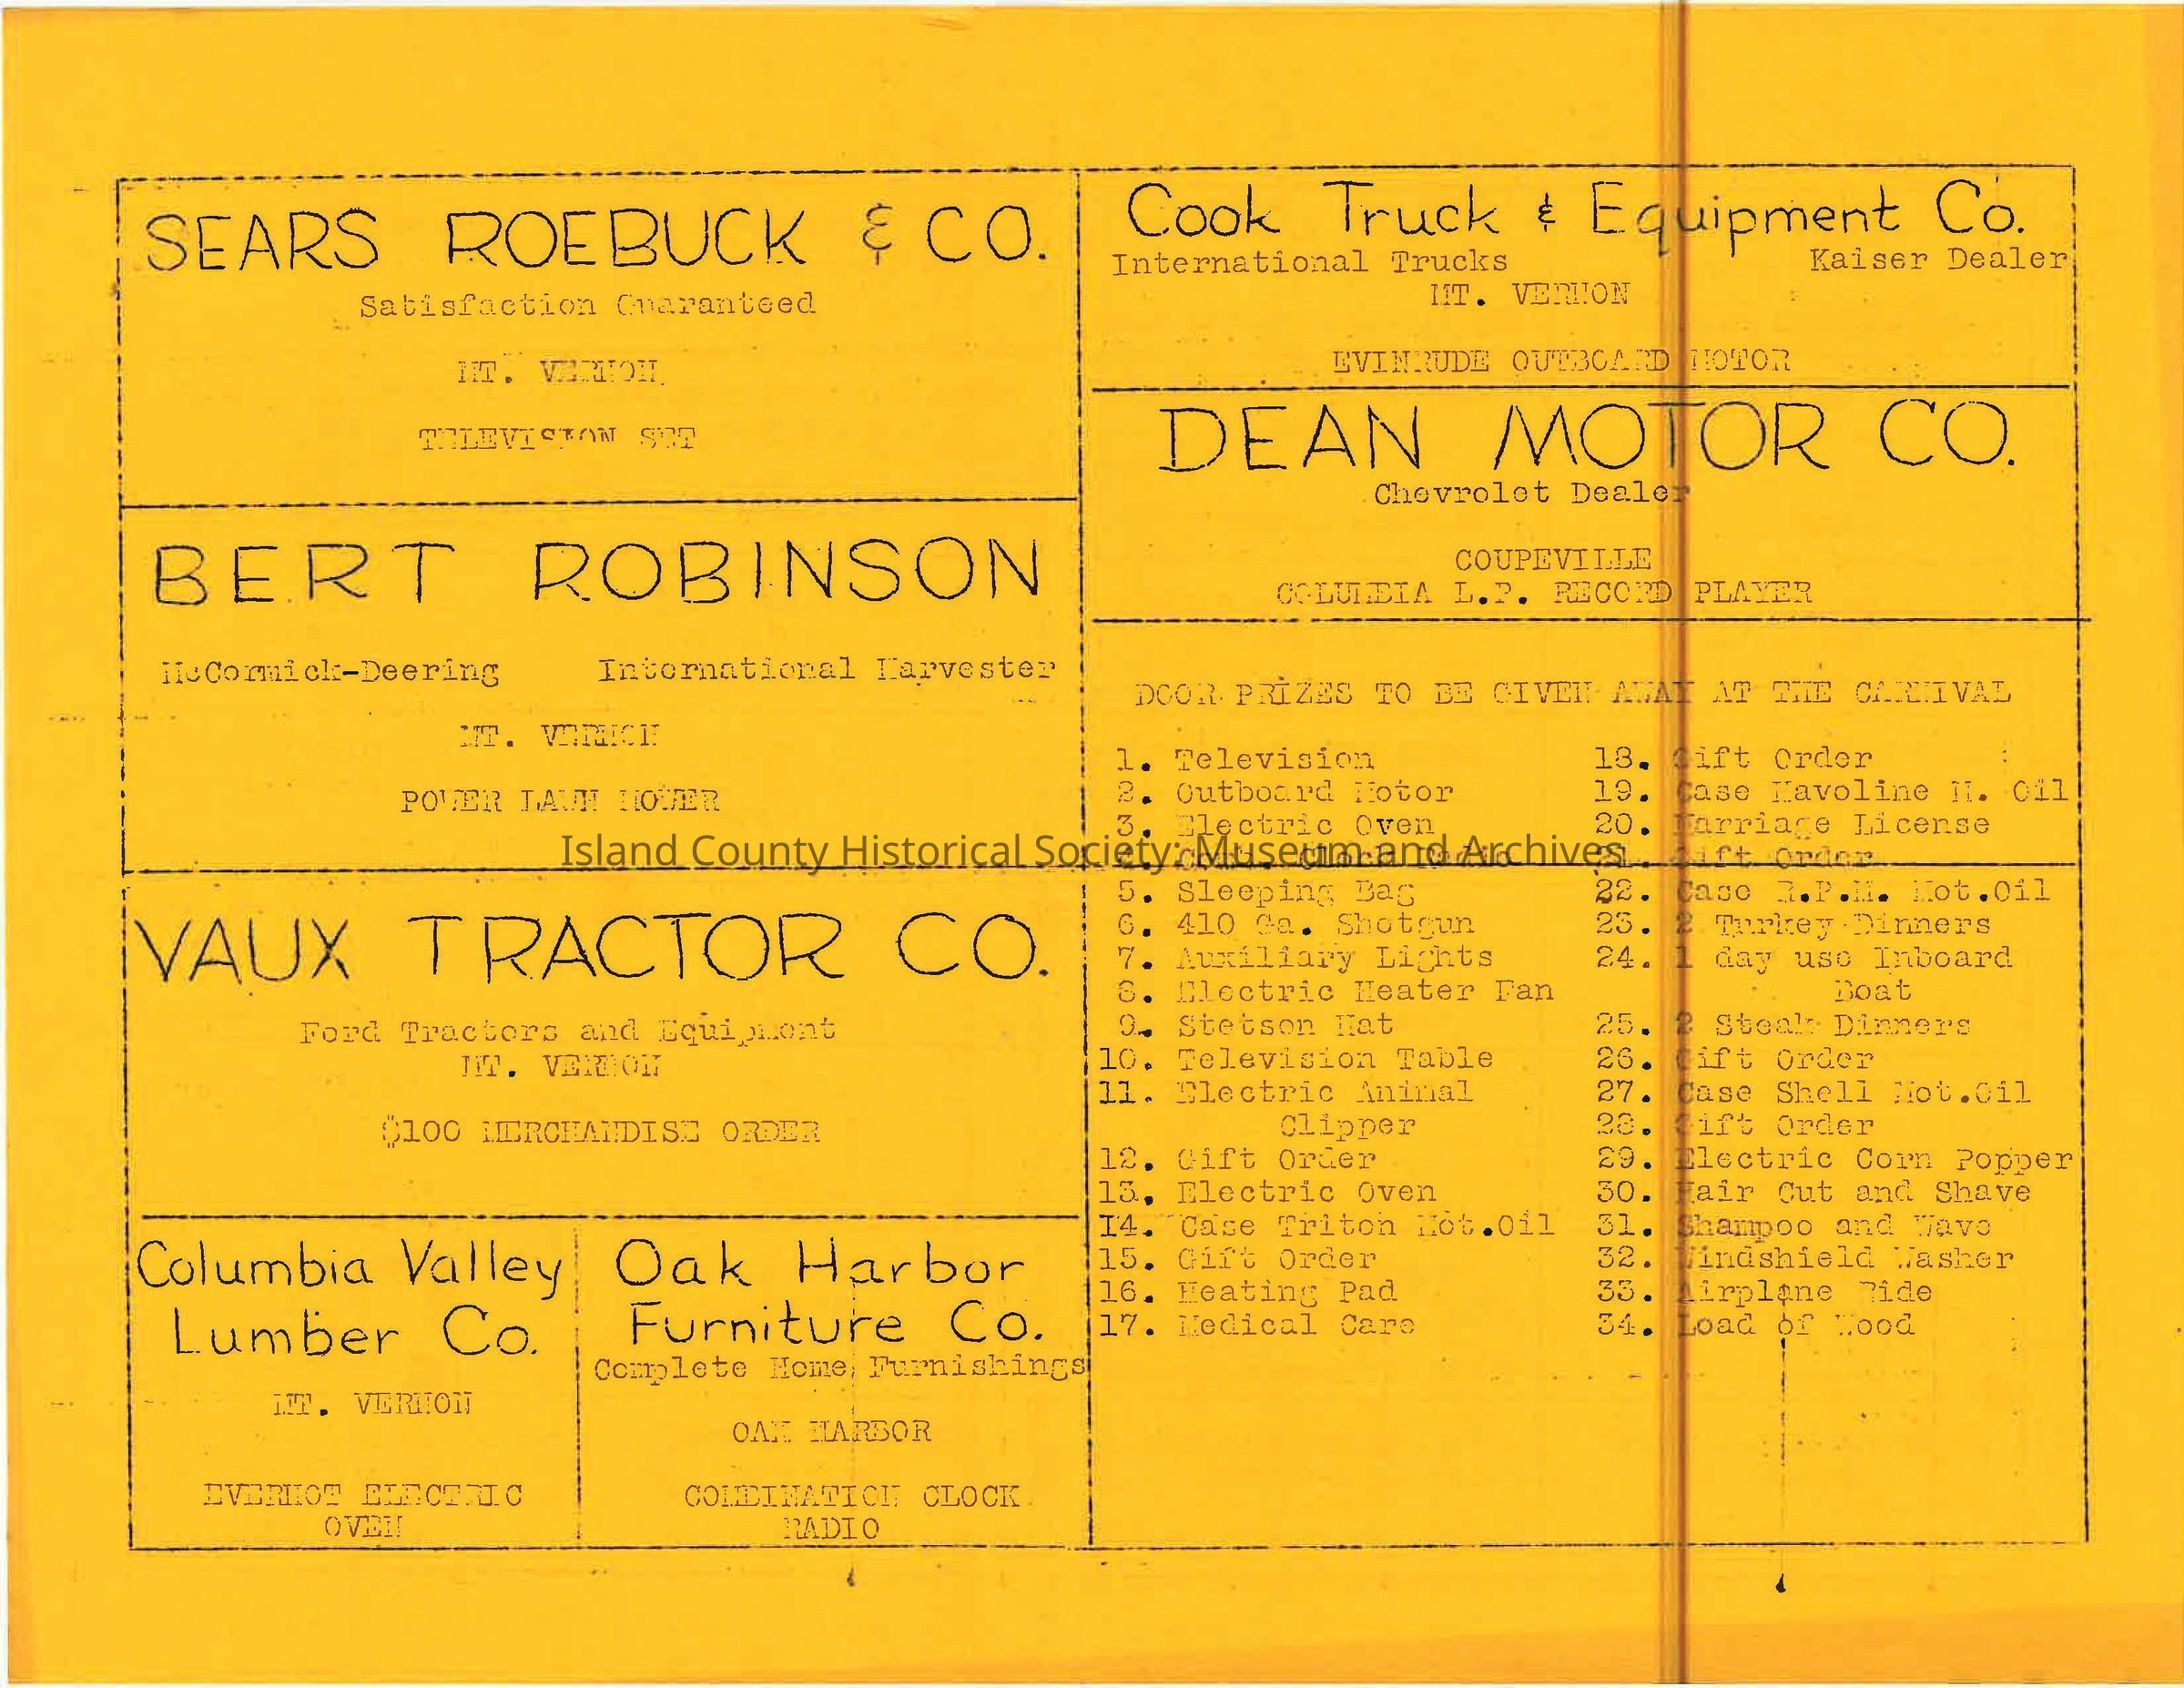 SEARS ROEBUCK & CO.
Satisfaction Guaranteed
MT. VERNON
TELEVISION SET
BERT ROBINSON
McCormick-Deering International Harvester
MT. VERNON
POWER LAWN MOWER
VAUX TRACTOR CO.
Ford Tractors and Equipment
MT. VERNON
$100 MERCHANDISE ORDER
Columbia Valley
Lumber Co.
MT. VERNON
EVERHOT ELECTRIC
OVEN
Oak Harbor
Furniture Co.
Complete Home Furnishings
OAK HARBOR
COMBINATION CLOCK
RADIO
Cook Truck & Equipment Co.
International Trucks Kaiser Dealer
MT. VERNON
EVINRUDE OUTBOARD MOTOR
DEAN MOTOR CO.
Chevrolet Dealer
COUPEVILLE
COLUMBIA L.P. RECORD PLAYER
DOOR PRIZES TO BE GIVEN AWAY AT THE CARNIVAL
1. Television
2. Outboard Motor
3. Electric Oven
4. Comb. Clock Radio
5. Sleeping Bag
6. 410 Ga. Shotgun
7. Auxiliary Lights
8. Electric Heater Fan
9. Stetson Hat
10. Television Table
11. Electric Animal
Clipper
12. Gift Order
13. Electric Oven
14. Case Triton Mot.Oil
15. Gift Order
16. Heating Pad
17. Medical Care
18. Gift Order
19. Case Havoline M. Oil
20. Marriage License
21. Gift Order
22. Case R.P.M. Mot.Oil
23. 2 Turkey Dinners
24. 1 day use Inboard
Boat
25. 2 Steak Dinners
26. Gift Order
27. Case Shell Mot.Oil
28. Gift Order
29. Electric Corn Popper
30. Hair Cut and Shave
31. Shampoo and Wave
32. Windshield Washer
33. Airplane Ride
34. Load of Wood
Island County Historical Society: Museum and Archives